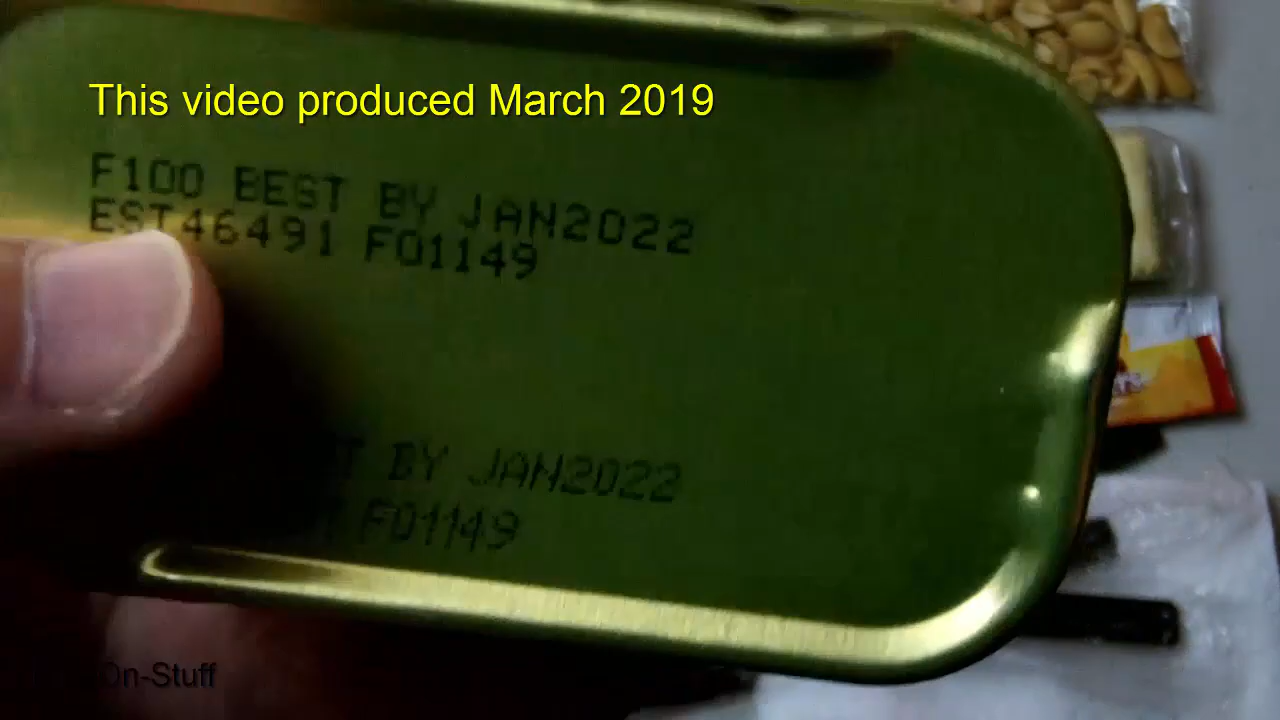 This video produced March 2019
F100 BEST BY JAN2022
EST46491 F01149
BY JAN2022
F01149
On-Stuff